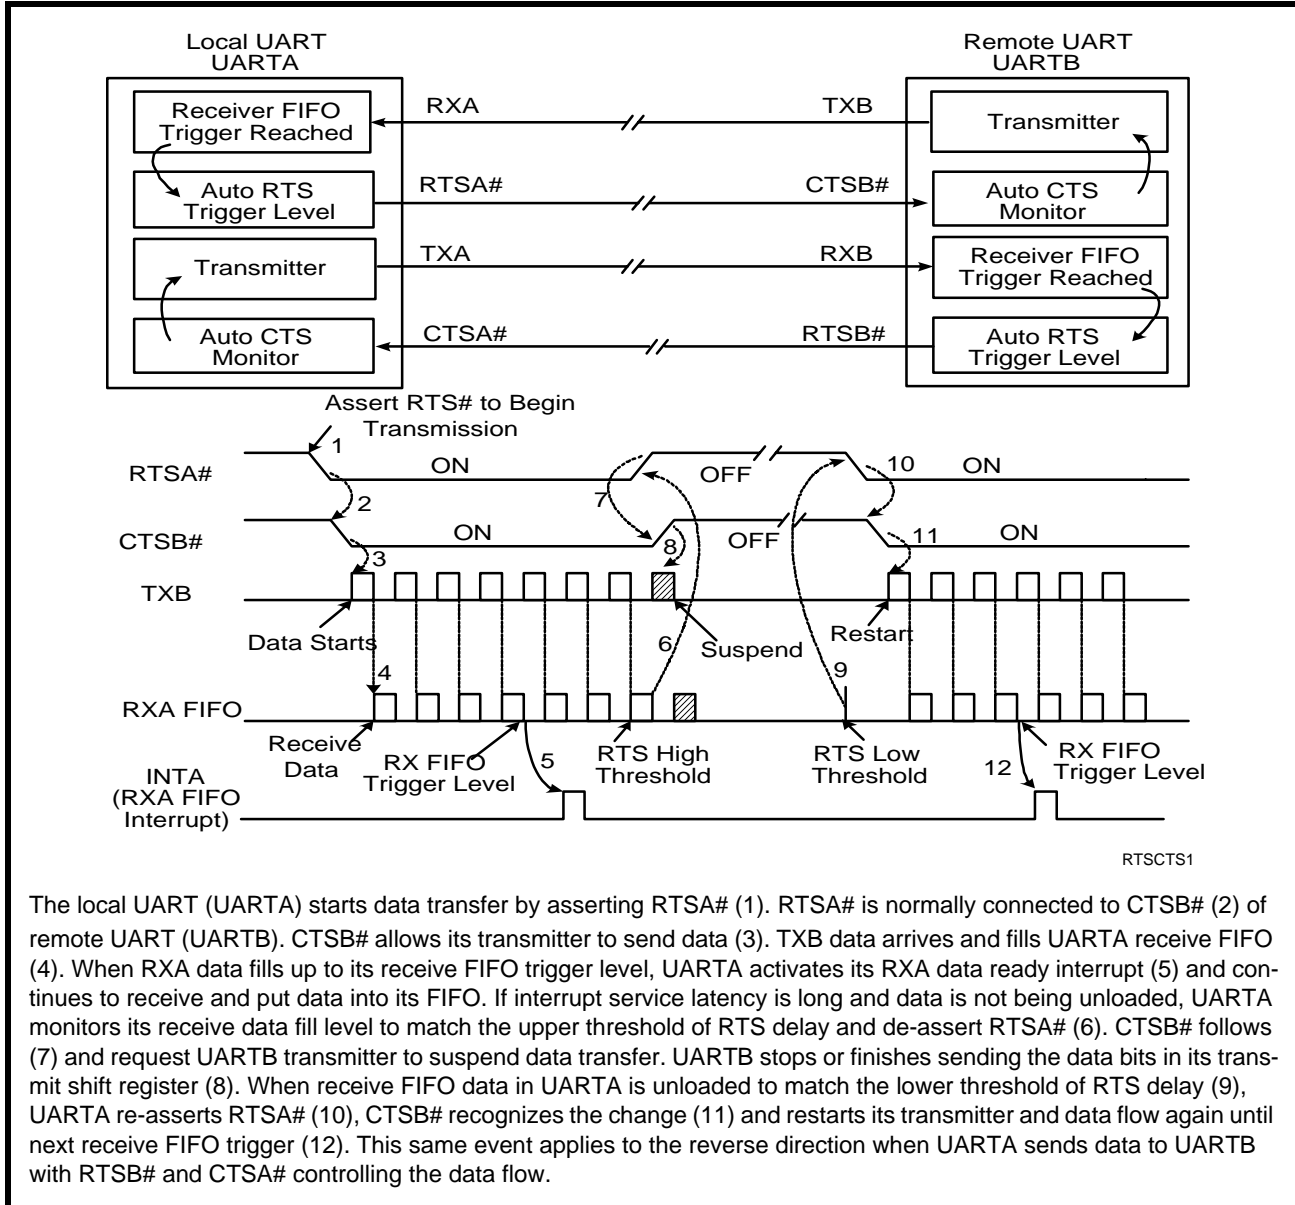 Local UART
UARTA
Remote UART
UARTB
Receiver FIFO
Trigger Reached
RXA
TXB
Transmitter
Auto RTS
Trigger Level
RTSA#
CTSB#
Auto CTS
Monitor
Transmitter
TXA
RXB
Receiver FIFO
Trigger Reached
Auto CTS
Monitor
CTSA#
RTSB#
Auto RTS
Trigger Level
Assert RTS# to Begin
Transmission
1
RTSA#
ON
OFF
10
ON
2
7
CTSB#
ON
8
OFF
11
ON
3
TXB
Data Starts
6
Suspend
Restart
4
9
RXA FIFO
Receive
Data
RX FIFO
Trigger Level
5
RTS High
Threshold
RTS Low
Threshold
12
RX FIFO
Trigger Level
INTA
(RXA FIFO
Interrupt)
RTSCTS1
The local UART (UARTA) starts data transfer by asserting RTSA# (1). RTSA# is normally connected to CTSB# (2) of
remote UART (UARTB). CTSB# allows its transmitter to send data (3). TXB data arrives and fills UARTA receive FIFO
(4). When RXA data fills up to its receive FIFO trigger level, UARTA activates its RXA data ready interrupt (5) and con-
tinues to receive and put data into its FIFO. If interrupt service latency is long and data is not being unloaded, UARTA
monitors its receive data fill level to match the upper threshold of RTS delay and de-assert RTSA# (6). CTSB# follows
(7) and request UARTB transmitter to suspend data transfer. UARTB stops or finishes sending the data bits in its trans-
mit shift register (8). When receive FIFO data in UARTA is unloaded to match the lower threshold of RTS delay (9),
UARTA re-asserts RTSA# (10), CTSB# recognizes the change (11) and restarts its transmitter and data flow again until
next receive FIFO trigger (12). This same event applies to the reverse direction when UARTA sends data to UARTB
with RTSB# and CTSA# controlling the data flow.